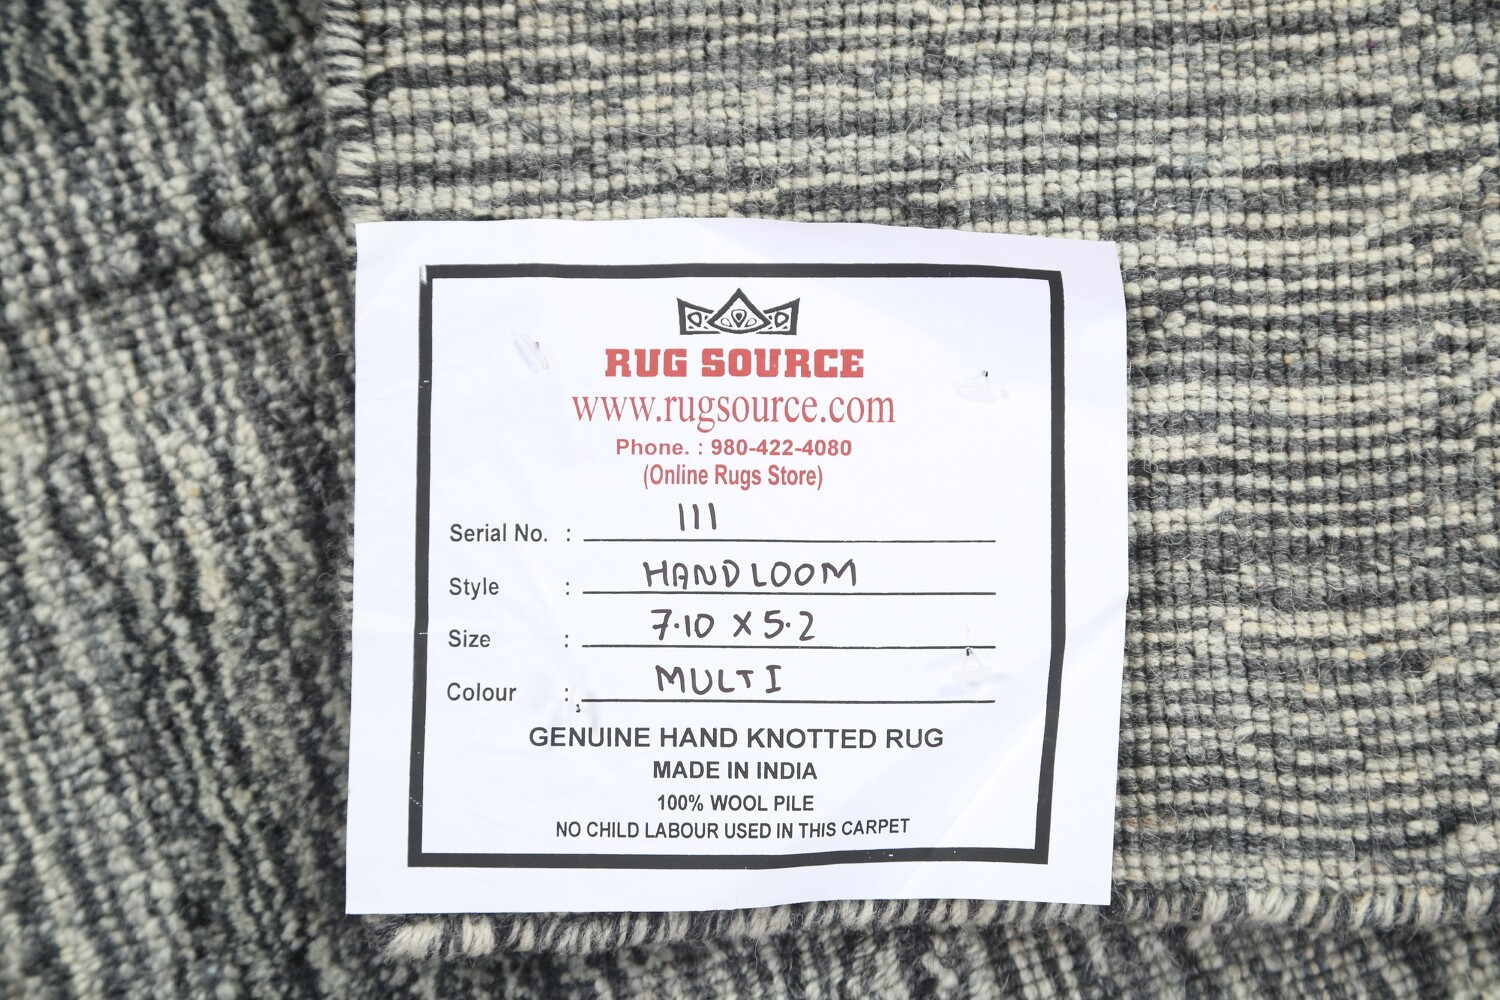 RUG SOURCE
www.rugsource.com
Phone. : 980-422-4080
(Online Rugs Store)
Serial No. : 111
Style : HANDLOOM
Size : 7.10 X 5.2
Colour : MULTI
GENUINE HAND KNOTTED RUG
MADE IN INDIA
100% WOOL PILE
NO CHILD LABOUR USED IN THIS CARPET